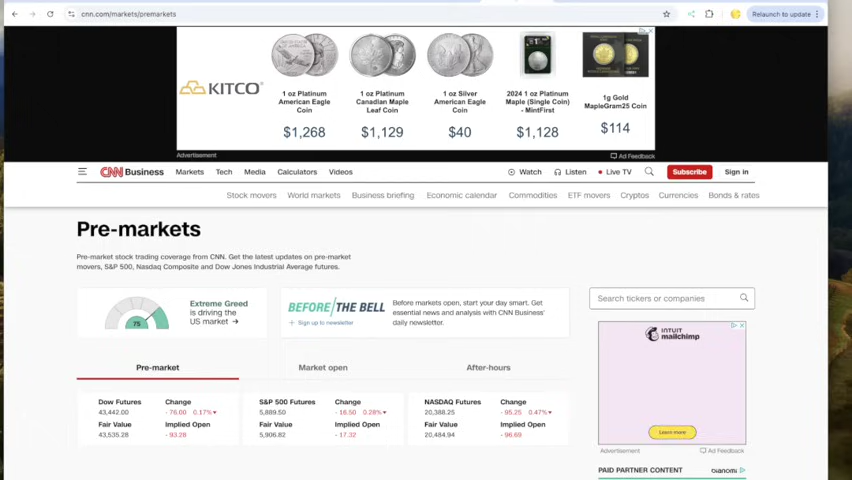 cnn.com/markets/premarkets
Relaunch to update
KITCO
1 oz Platinum
American Eagle
Coin
$1,268
1 oz Platinum
Canadian Maple
Leaf Coin
$1,129
1 oz Silver
American Eagle
Coin
$40
2024 1 oz Platinum
Maple (Single Coin)
- MintFirst
$1,128
1g Gold
MapleGram25 Coin
$114
Advertisement
Ad Feedback
CNN Business Markets Tech Media Calculators Videos Watch Listen Live TV Subscribe Sign in
Stock movers World markets Business briefing Economic calendar Commodities ETF movers Cryptos Currencies Bonds & rates
Pre-markets
Pre-market stock trading coverage from CNN. Get the latest updates on pre-market
movers, S&P 500, Nasdaq Composite and Dow Jones Industrial Average futures.
75
Extreme Greed
is driving the
US market →
BEFORE THE BELL
+ Sign up to newsletter
Before markets open, start your day smart. Get
essential news and analysis with CNN Business'
daily newsletter.
Search tickers or companies
INTUIT
mailchimp
Learn more
Advertisement
Ad Feedback
PAID PARTNER CONTENT
DIANOMI
Pre-market Market open After-hours
Dow Futures Change
43,442.00 - 76.00 0.17%
Fair Value Implied Open
43,535.28 - 93.28
S&P 500 Futures Change
5,889.50 - 16.50 0.28%
Fair Value Implied Open
5,906.82 - 17.32
NASDAQ Futures Change
20,388.25 - 95.25 0.47%
Fair Value Implied Open
20,484.94 - 96.69